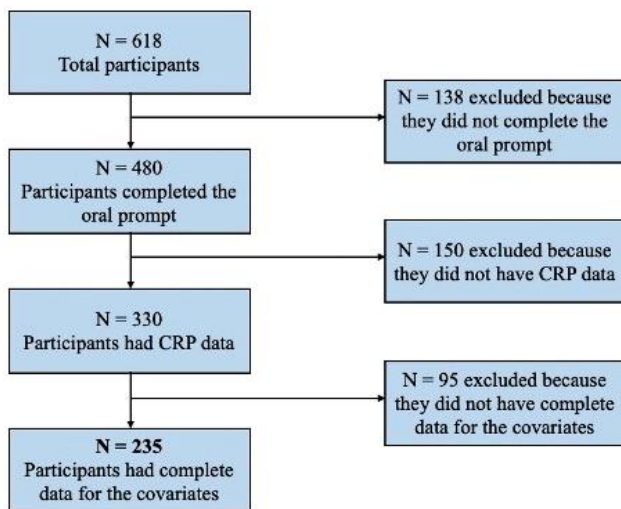 N = 618
Total participants
N = 138 excluded because
they did not complete the
oral prompt
N = 480
Participants completed the
oral prompt
N = 150 excluded because
they did not have CRP data
N = 330
Participants had CRP data
N = 95 excluded because
they did not have complete
data for the covariates
N = 235
Participants had complete
data for the covariates